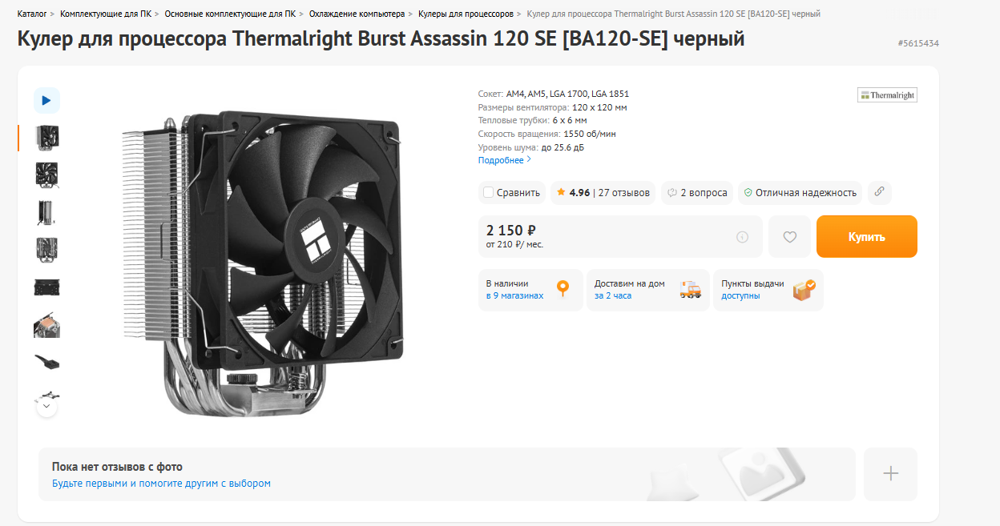 Каталог > Комплектующие для ПК > Основные комплектующие для ПК > Охлаждение компьютера > Кулеры для процессоров > Кулер для процессора Thermalright Burst Assassin 120 SE [BA120-SE] черный
Кулер для процессора Thermalright Burst Assassin 120 SE [BA120-SE] черный
#5615434
Сокет: AM4, AM5, LGA 1700, LGA 1851
Thermalright
Размеры вентилятора: 120 x 120 мм
Тепловые трубки: 6 x 6 мм
Скорость вращения: 1550 об/мин
Уровень шума: до 25.6 дБ
Подробнее >
Сравнить
4.96 | 27 отзывов
2 вопроса
Отличная надежность
2 150 ₽
от 210 ₽/ мес.
Купить
В наличии
в 9 магазинах
Доставим на дом
за 2 часа
Пункты выдачи
доступны
Пока нет отзывов с фото
Будьте первыми и помогите другим с выбором